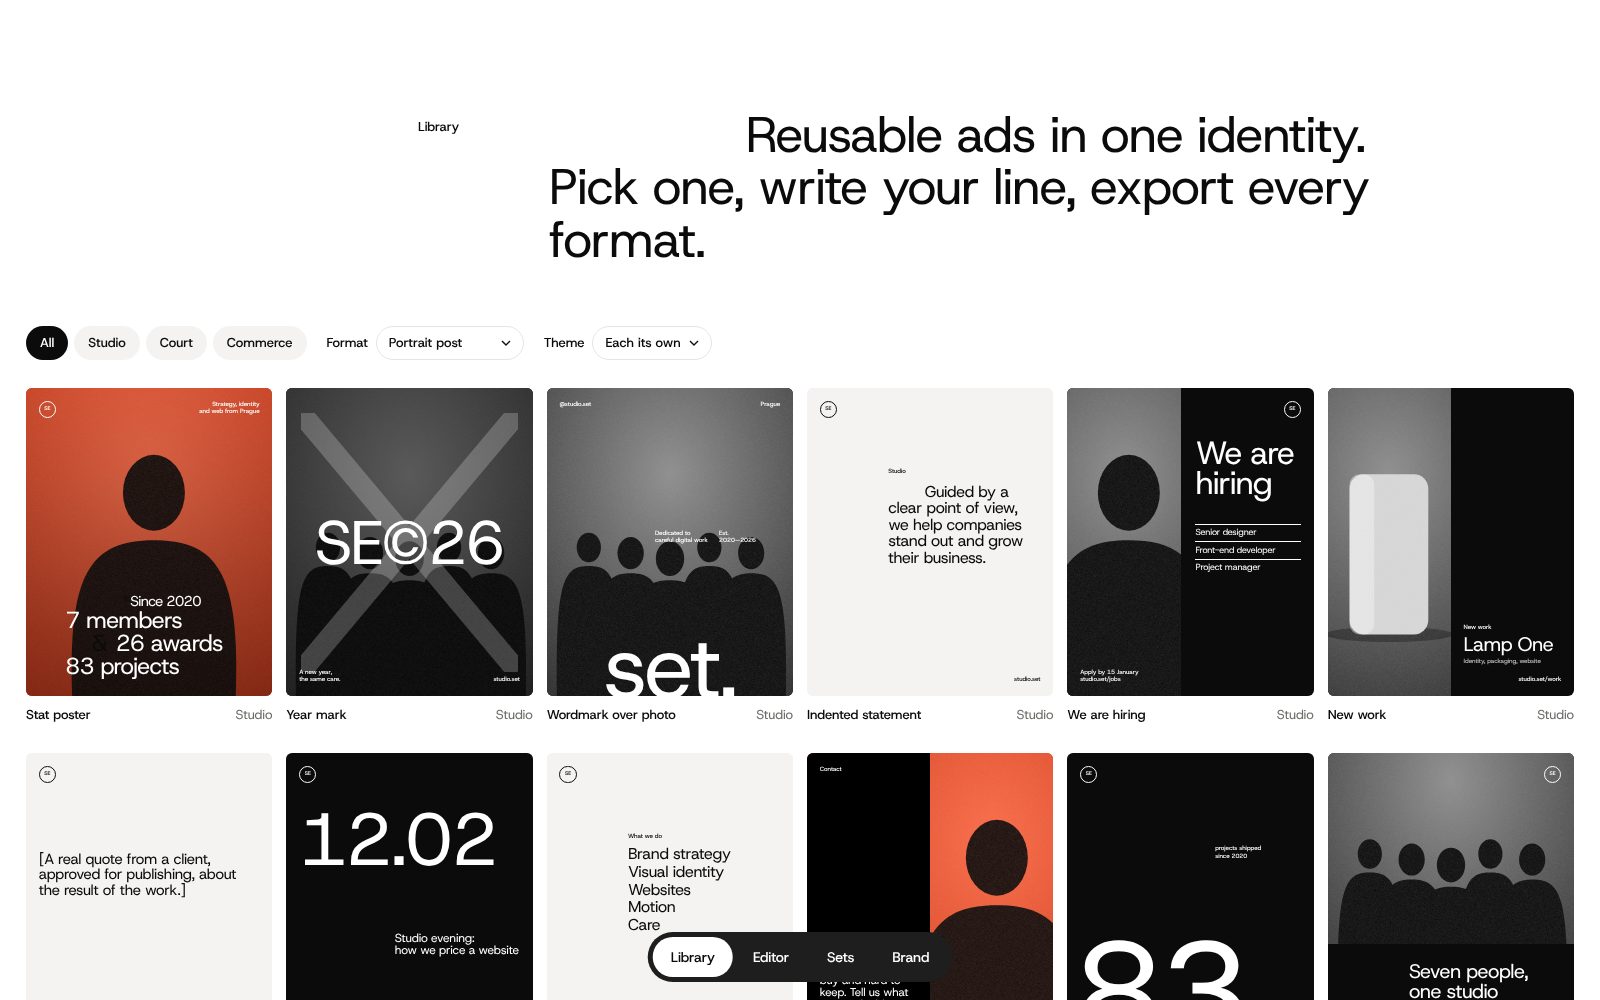 Library
Reusable ads in one identity.
Pick one, write your line, export every
format.
All
Studio
Court
Commerce
Format
Portrait post
Theme
Each its own
SE
Strategy, identity
and web from Prague
Since 2020
7 members
& 26 awards
83 projects
Stat poster
Studio
SE©26
A new year,
the same care.
studio.set
Year mark
Studio
@studio.set
Prague
Dedicated to
careful digital work
Est.
2020—2026
set.
Wordmark over photo
Studio
SE
Studio
Guided by a
clear point of view,
we help companies
stand out and grow
their business.
studio.set
Indented statement
Studio
SE
We are
hiring
Senior designer
Front-end developer
Project manager
Apply by 15 January
studio.set/jobs
We are hiring
Studio
New work
Lamp One
Identity, packaging, website
studio.set/work
New work
Studio
SE
[A real quote from a client,
approved for publishing, about
the result of the work.]
SE
12.02
Studio evening:
how we price a website
SE
What we do
Brand strategy
Visual identity
Websites
Motion
Care
Contact
buy and hard to
keep. Tell us what
SE
projects shipped
since 2020
83
SE
Seven people,
one studio
Library
Editor
Sets
Brand